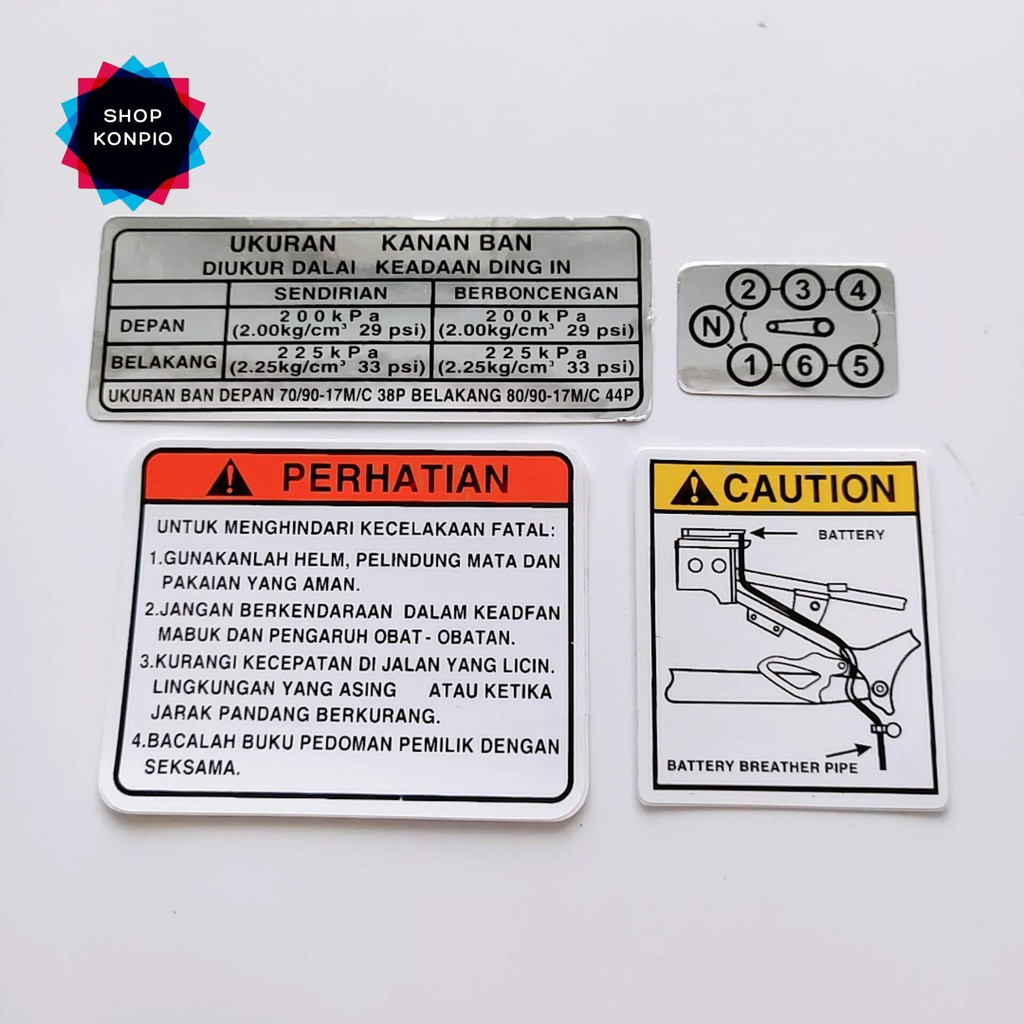 SHOP
KONPIO
UKURAN KANAN BAN
DIUKUR DALAI KEADAAN DING IN
SENDIRIAN BERBONCENGAN
DEPAN 200kPa 200kPa
(2.00kg/cm³ 29 psi) (2.00kg/cm³ 29 psi)
BELAKANG 225kPa 225kPa
(2.25kg/cm³ 33 psi) (2.25kg/cm³ 33 psi)
UKURAN BAN DEPAN 70/90-17M/C 38P BELAKANG 80/90-17M/C 44P
2 3 4
N
1 6 5
PERHATIAN
UNTUK MENGHINDARI KECELAKAAN FATAL:
1.GUNAKANLAH HELM, PELINDUNG MATA DAN
PAKAIAN YANG AMAN.
2.JANGAN BERKENDARAAN DALAM KEADFAN
MABUK DAN PENGARUH OBAT - OBATAN.
3.KURANGI KECEPATAN DI JALAN YANG LICIN.
LINGKUNGAN YANG ASING ATAU KETIKA
JARAK PANDANG BERKURANG.
4.BACALAH BUKU PEDOMAN PEMILIK DENGAN
SEKSAMA.
CAUTION
BATTERY
BATTERY BREATHER PIPE